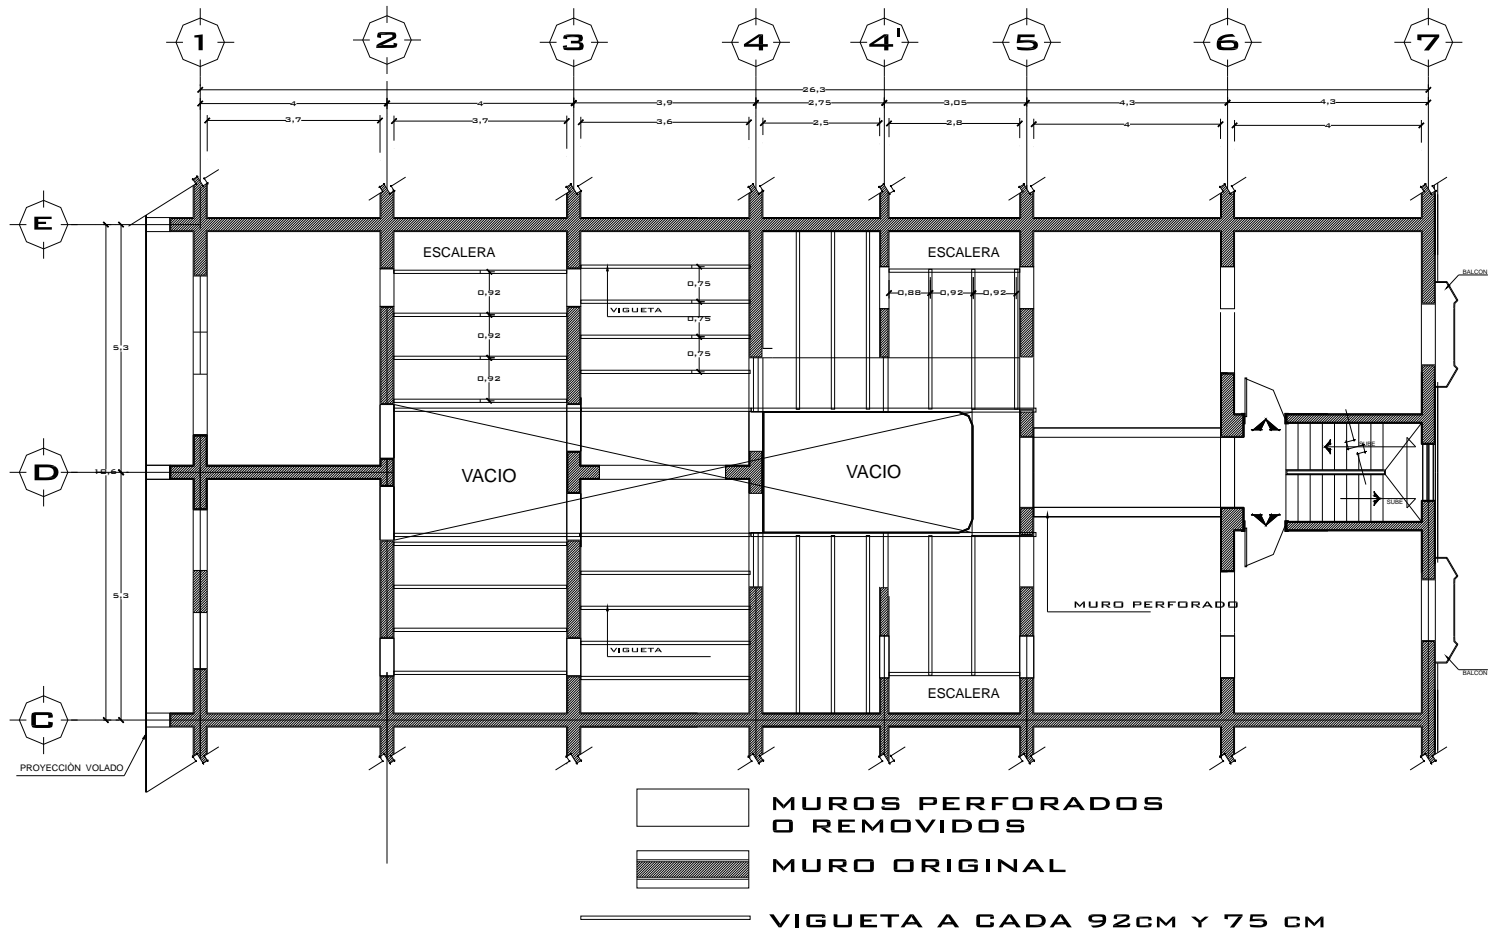 1 2 3 4 4' 5 6 7
26,3
4 4 3,9 2,75 3,05 4,3 4,3
3,7 3,7 3,6 2,5 2,8 4 4
E
ESCALERA
ESCALERA
BALCON
0,92
0,75
0,88 0,92 0,92
VIGUETA
0,92
0,75
5,3
0,75
0,92
D
10,6
VACIO
VACIO
SUBE
SUBE
5,3
MURO PERFORADO
VIGUETA
BALCON
ESCALERA
C
PROYECCIÓN VOLADO
MUROS PERFORADOS
O REMOVIDOS
MURO ORIGINAL
VIGUETA A CADA 92CM Y 75 CM